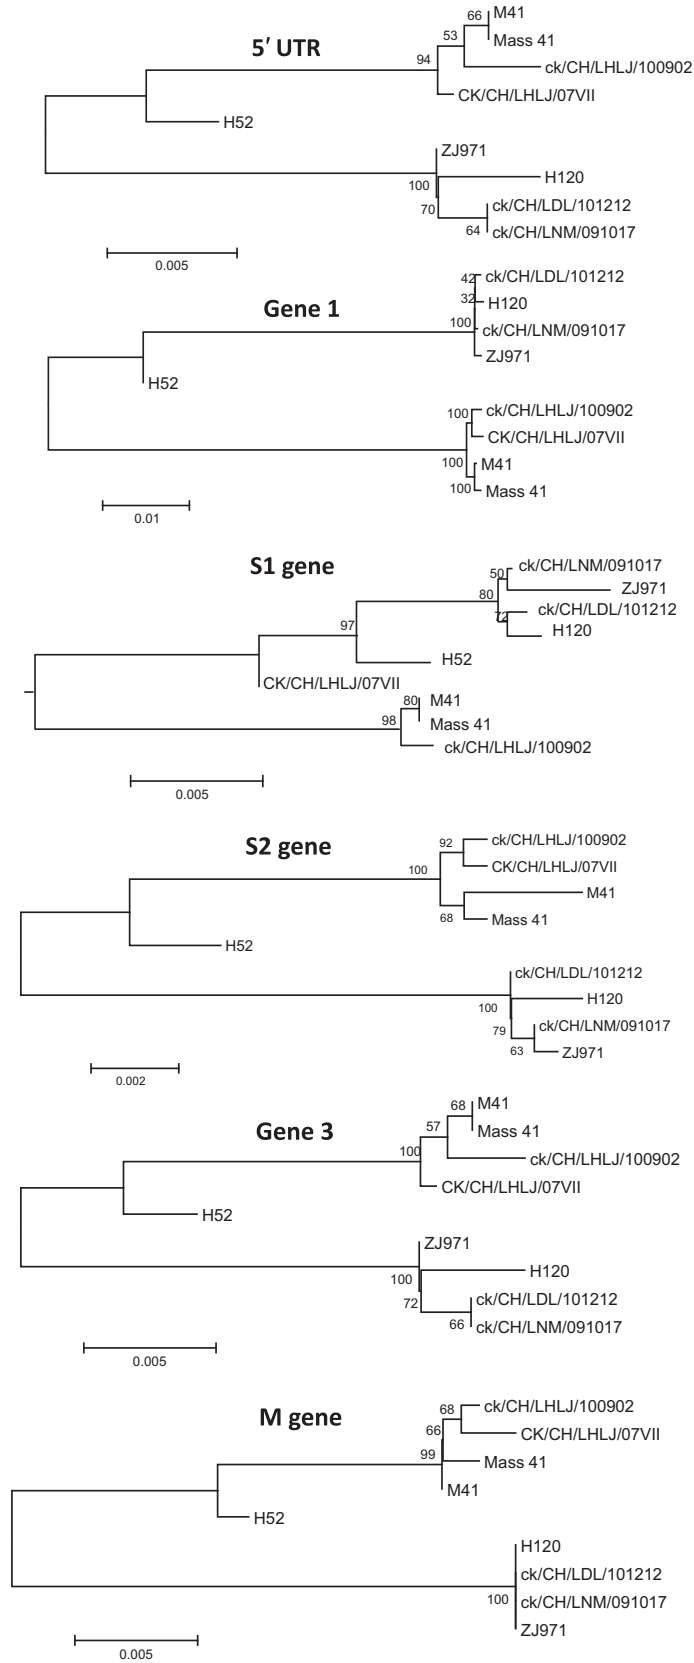 5′ UTR
66
M41
53
Mass 41
94
ck/CH/LHLJ/100902
CK/CH/LHLJ/07VII
H52
ZJ971
100
H120
70
ck/CH/LDL/101212
64
ck/CH/LNM/091017
0.005
Gene 1
42
ck/CH/LDL/101212
32
H120
100
ck/CH/LNM/091017
ZJ971
H52
100
ck/CH/LHLJ/100902
CK/CH/LHLJ/07VII
100
M41
100
Mass 41
0.01
S1 gene
50
ck/CH/LNM/091017
80
ZJ971
72
ck/CH/LDL/101212
97
H120
H52
CK/CH/LHLJ/07VII
80
M41
98
Mass 41
ck/CH/LHLJ/100902
0.005
S2 gene
92
ck/CH/LHLJ/100902
100
CK/CH/LHLJ/07VII
M41
68
Mass 41
H52
ck/CH/LDL/101212
100
H120
79
ck/CH/LNM/091017
63
ZJ971
0.002
Gene 3
68
M41
57
Mass 41
100
ck/CH/LHLJ/100902
CK/CH/LHLJ/07VII
H52
ZJ971
100
H120
72
ck/CH/LDL/101212
66
ck/CH/LNM/091017
0.005
M gene
68
ck/CH/LHLJ/100902
66
CK/CH/LHLJ/07VII
99
Mass 41
M41
H52
H120
ck/CH/LDL/101212
100
ck/CH/LNM/091017
ZJ971
0.005